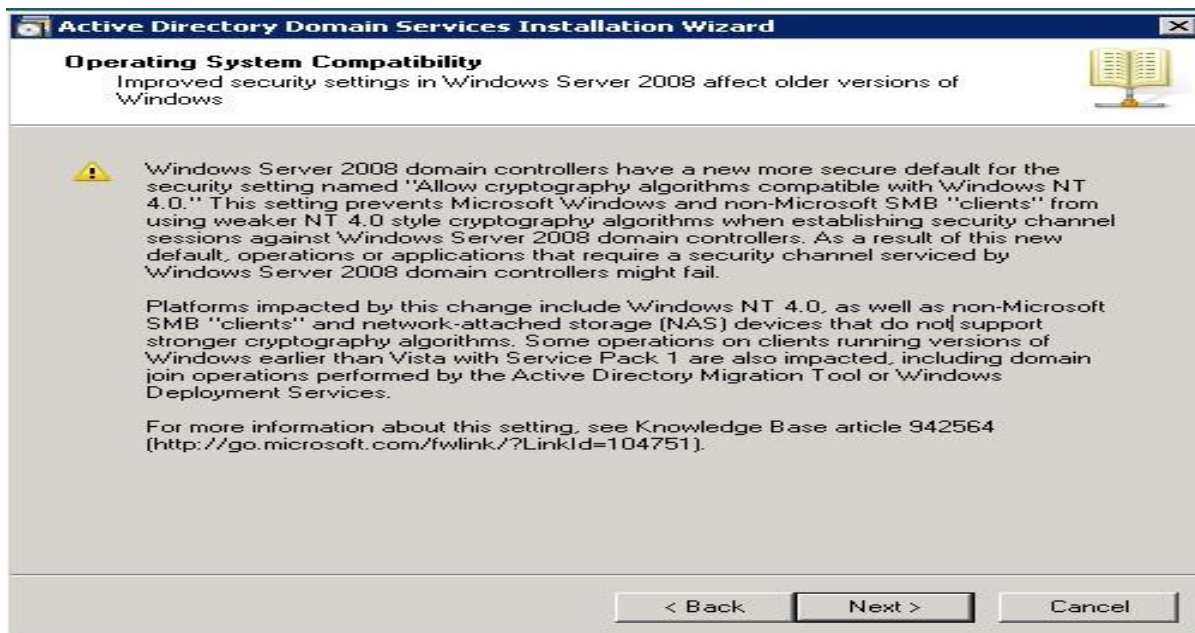 Active Directory Domain Services Installation Wizard
Operating System Compatibility
Improved security settings in Windows Server 2008 affect older versions of
Windows
Windows Server 2008 domain controllers have a new more secure default for the
security setting named "Allow cryptography algorithms compatible with Windows NT
4.0." This setting prevents Microsoft Windows and non-Microsoft SMB "clients" from
using weaker NT 4.0 style cryptography algorithms when establishing security channel
sessions against Windows Server 2008 domain controllers. As a result of this new
default, operations or applications that require a security channel serviced by
Windows Server 2008 domain controllers might fail.
Platforms impacted by this change include Windows NT 4.0, as well as non-Microsoft
SMB "clients" and network-attached storage (NAS) devices that do not support
stronger cryptography algorithms. Some operations on clients running versions of
Windows earlier than Vista with Service Pack 1 are also impacted, including domain
join operations performed by the Active Directory Migration Tool or Windows
Deployment Services.
For more information about this setting, see Knowledge Base article 942564
(http://go.microsoft.com/fwlink/?LinkId=104751).
< Back
Next >
Cancel